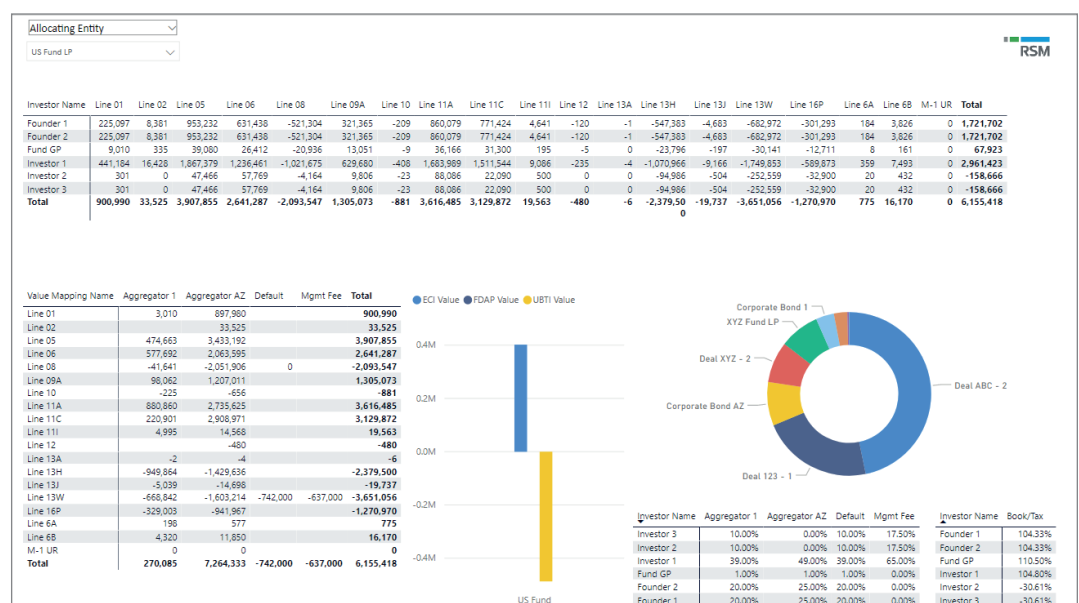 Allocating Entity
US Fund LP
RSM
Investor Name Line 01 Line 02 Line 05 Line 06 Line 08 Line 09A Line 10 Line 11A Line 11C Line 11I Line 12 Line 13A Line 13H Line 13J Line 13W Line 16P Line 6A Line 6B M-1 UR Total
Founder 1 225,097 8,381 953,232 631,438 -521,304 321,365 -209 860,079 771,424 4,641 -120 -1 -547,383 -4,683 -682,972 -301,293 184 3,826 0 1,721,702
Founder 2 225,097 8,381 953,232 631,438 -521,304 321,365 -209 860,079 771,424 4,641 -120 -1 -547,383 -4,683 -682,972 -301,293 184 3,826 0 1,721,702
Fund GP 9,010 335 39,080 26,412 -20,936 13,051 -9 36,166 31,300 195 -5 0 -23,796 -197 -30,141 -12,711 8 161 0 67,923
Investor 1 441,184 16,428 1,867,379 1,236,461 -1,021,675 629,680 -408 1,683,989 1,511,544 9,086 -235 -4 -1,070,966 -9,166 -1,749,853 -589,873 359 7,493 0 2,961,423
Investor 2 301 0 47,466 57,769 -4,164 9,806 -23 88,086 22,090 500 0 0 -94,986 -504 -252,559 -32,900 20 432 0 -158,666
Investor 3 301 0 47,466 57,769 -4,164 9,806 -23 88,086 22,090 500 0 0 -94,986 -504 -252,559 -32,900 20 432 0 -158,666
Total 900,990 33,525 3,907,855 2,641,287 -2,093,547 1,305,073 -881 3,616,485 3,129,872 19,563 -480 -6 -2,379,50 -19,737 -3,651,056 -1,270,970 775 16,170 0 6,155,418
0
Value Mapping Name Aggregator 1 Aggregator AZ Default Mgmt Fee Total
Line 01 3,010 897,980 900,990
Line 02 33,525 33,525
Line 05 474,663 3,433,192 3,907,855
Line 06 577,692 2,063,595 2,641,287
Line 08 -41,641 -2,051,906 0 -2,093,547
Line 09A 98,062 1,207,011 1,305,073
Line 10 -225 -656 -881
Line 11A 880,860 2,735,625 3,616,485
Line 11C 220,901 2,908,971 3,129,872
Line 11I 4,995 14,568 19,563
Line 12 -480 -480
Line 13A -2 -4 -6
Line 13H -949,864 -1,429,636 -2,379,500
Line 13J -5,039 -14,698 -19,737
Line 13W -668,842 -1,603,214 -742,000 -637,000 -3,651,056
Line 16P -329,003 -941,967 -1,270,970
Line 6A 198 577 775
Line 6B 4,320 11,850 16,170
M-1 UR 0 0 0
Total 270,085 7,264,333 -742,000 -637,000 6,155,418
ECI Value FDAP Value UBTI Value
0.4M
0.2M
0.0M
-0.2M
-0.4M
US Fund
Corporate Bond 1
XYZ Fund LP
Deal XYZ - 2
Corporate Bond AZ
Deal 123 - 1
Deal ABC - 2
Investor Name Aggregator 1 Aggregator AZ Default Mgmt Fee
Investor 3 10.00% 0.00% 10.00% 17.50%
Investor 2 10.00% 0.00% 10.00% 17.50%
Investor 1 39.00% 49.00% 39.00% 65.00%
Fund GP 1.00% 1.00% 1.00% 0.00%
Founder 2 20.00% 25.00% 20.00% 0.00%
Founder 1 20.00% 25.00% 20.00% 0.00%
Investor Name Book/Tax
Founder 1 104.33%
Founder 2 104.33%
Fund GP 110.50%
Investor 1 104.80%
Investor 2 -30.61%
Investor 3 -30.61%